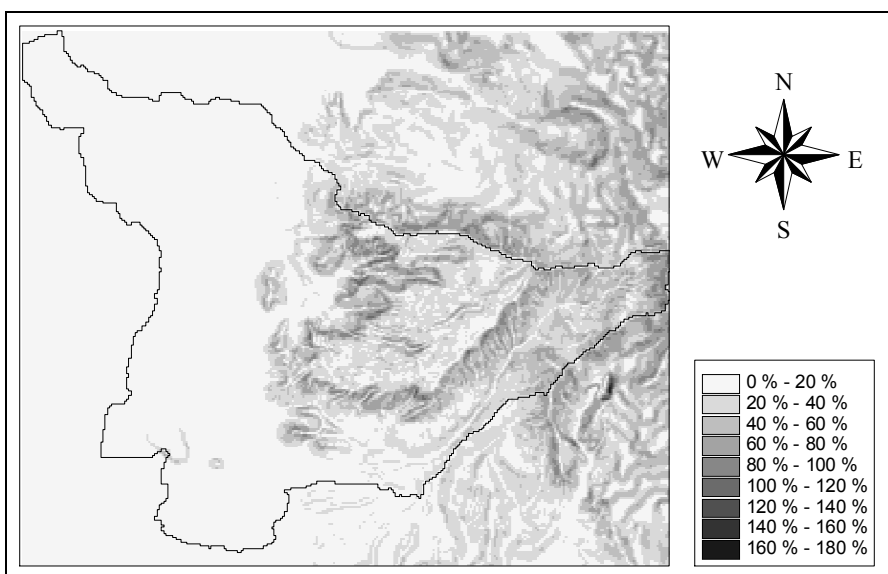 N
W E
S
0 % - 20 %
20 % - 40 %
40 % - 60 %
60 % - 80 %
80 % - 100 %
100 % - 120 %
120 % - 140 %
140 % - 160 %
160 % - 180 %